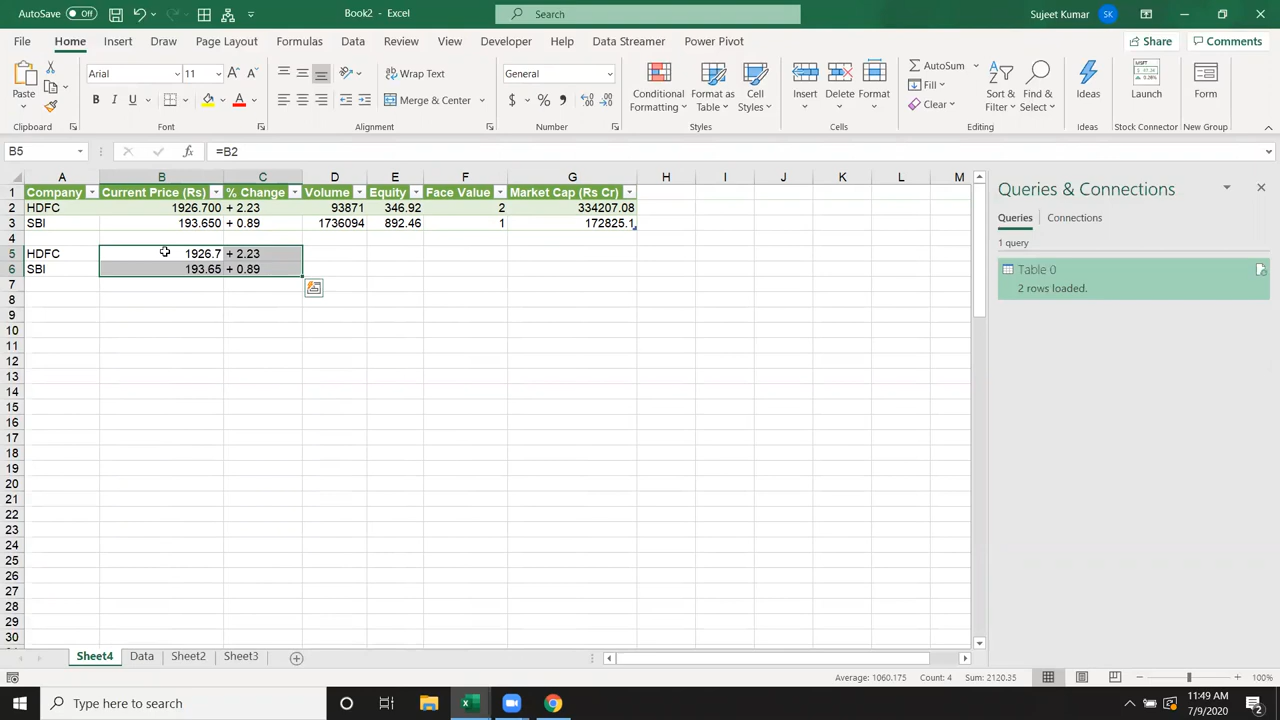 AutoSave Off Book2 - Excel Search Sujeet Kumar SK
File Home Insert Draw Page Layout Formulas Data Review View Developer Help Data Streamer Power Pivot Share Comments
Paste Arial 11 A A Wrap Text General Conditional Formatting Format as Table Cell Styles Insert Delete Format AutoSum Fill Clear Sort & Filter Find & Select Ideas Launch Form
B I U A Merge & Center $ %
Clipboard Font Alignment Number Styles Cells Editing Ideas Stock Connector New Group
B5 fx =B2
A B C D E F G H I J K L M
1 Company Current Price (Rs) % Change Volume Equity Face Value Market Cap (Rs Cr)
2 HDFC 1926.700 + 2.23 93871 346.92 2 334207.08
3 SBI 193.650 + 0.89 1736094 892.46 1 172825.1
4
5 HDFC 1926.7 + 2.23
6 SBI 193.65 + 0.89
7
8
9
10
11
12
13
14
15
16
17
18
19
20
21
22
23
24
25
26
27
28
29
30
Queries & Connections
Queries Connections
1 query
Table 0
2 rows loaded.
Sheet4 Data Sheet2 Sheet3
Average: 1060.175 Count: 4 Sum: 2120.35 100%
Type here to search
11:49 AM
7/9/2020
2